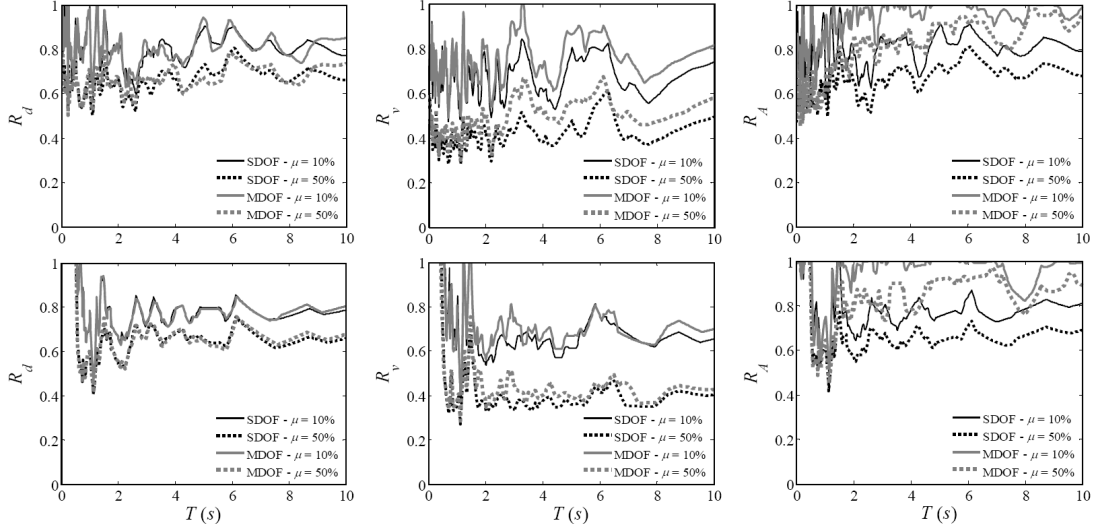 1
0.8
0.6
0.4
0.2
0
R_d
SDOF - μ = 10%
SDOF - μ = 50%
MDOF - μ = 10%
MDOF - μ = 50%
0 2 4 6 8 10
1
0.8
0.6
0.4
0.2
0
R_v
SDOF - μ = 10%
SDOF - μ = 50%
MDOF - μ = 10%
MDOF - μ = 50%
0 2 4 6 8 10
1
0.8
0.6
0.4
0.2
0
R_A
SDOF - μ = 10%
SDOF - μ = 50%
MDOF - μ = 10%
MDOF - μ = 50%
0 2 4 6 8 10
1
0.8
0.6
0.4
0.2
0
R_d
SDOF - μ = 10%
SDOF - μ = 50%
MDOF - μ = 10%
MDOF - μ = 50%
0 2 4 6 8 10
T (s)
1
0.8
0.6
0.4
0.2
0
R_v
SDOF - μ = 10%
SDOF - μ = 50%
MDOF - μ = 10%
MDOF - μ = 50%
0 2 4 6 8 10
T (s)
1
0.8
0.6
0.4
0.2
0
R_A
SDOF - μ = 10%
SDOF - μ = 50%
MDOF - μ = 10%
MDOF - μ = 50%
0 2 4 6 8 10
T (s)